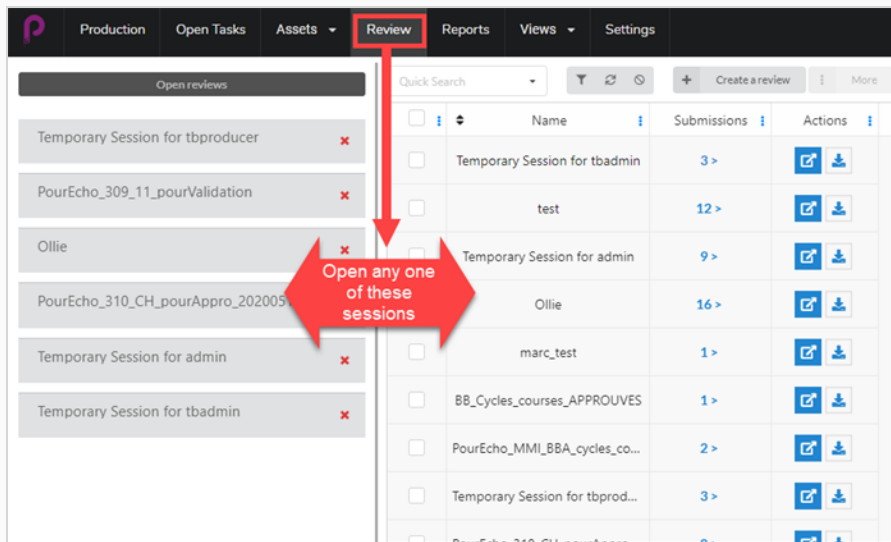 Production Open Tasks Assets Review Reports Views Settings
Open reviews
Temporary Session for tbproducer
PourEcho_309_11_pourValidation
Ollie
PourEcho_310_CH_pourAppro_202005
Temporary Session for admin
Temporary Session for tbadmin
Open any one
of these
sessions
Quick Search + Create a review More
Name Submissions Actions
Temporary Session for tbadmin 3 >
test 12 >
Temporary Session for admin 9 >
Ollie 16 >
marc_test 1 >
BB_Cycles_courses_APPROUVES 1 >
PourEcho_MMI_BBA_cycles_co... 2 >
Temporary Session for tbprod... 3 >